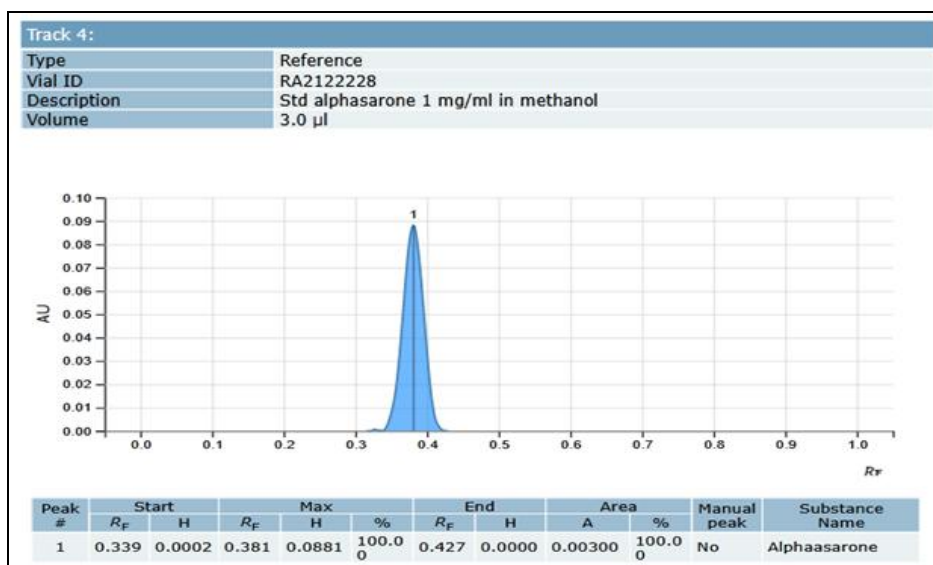 Track 4:
Type Reference
Vial ID RA2122228
Description Std alphasarone 1 mg/ml in methanol
Volume 3.0 µl
0.10
0.09
0.08
0.07
0.06
0.05
0.04
0.03
0.02
0.01
0.00
AU
1
0.0 0.1 0.2 0.3 0.4 0.5 0.6 0.7 0.8 0.9 1.0
RF
Peak # Start Max End Area Manual peak Substance Name
RF H RF H % RF H A %
1 0.339 0.0002 0.381 0.0881 100.00 0.427 0.0000 0.00300 100.00 No Alphaasarone